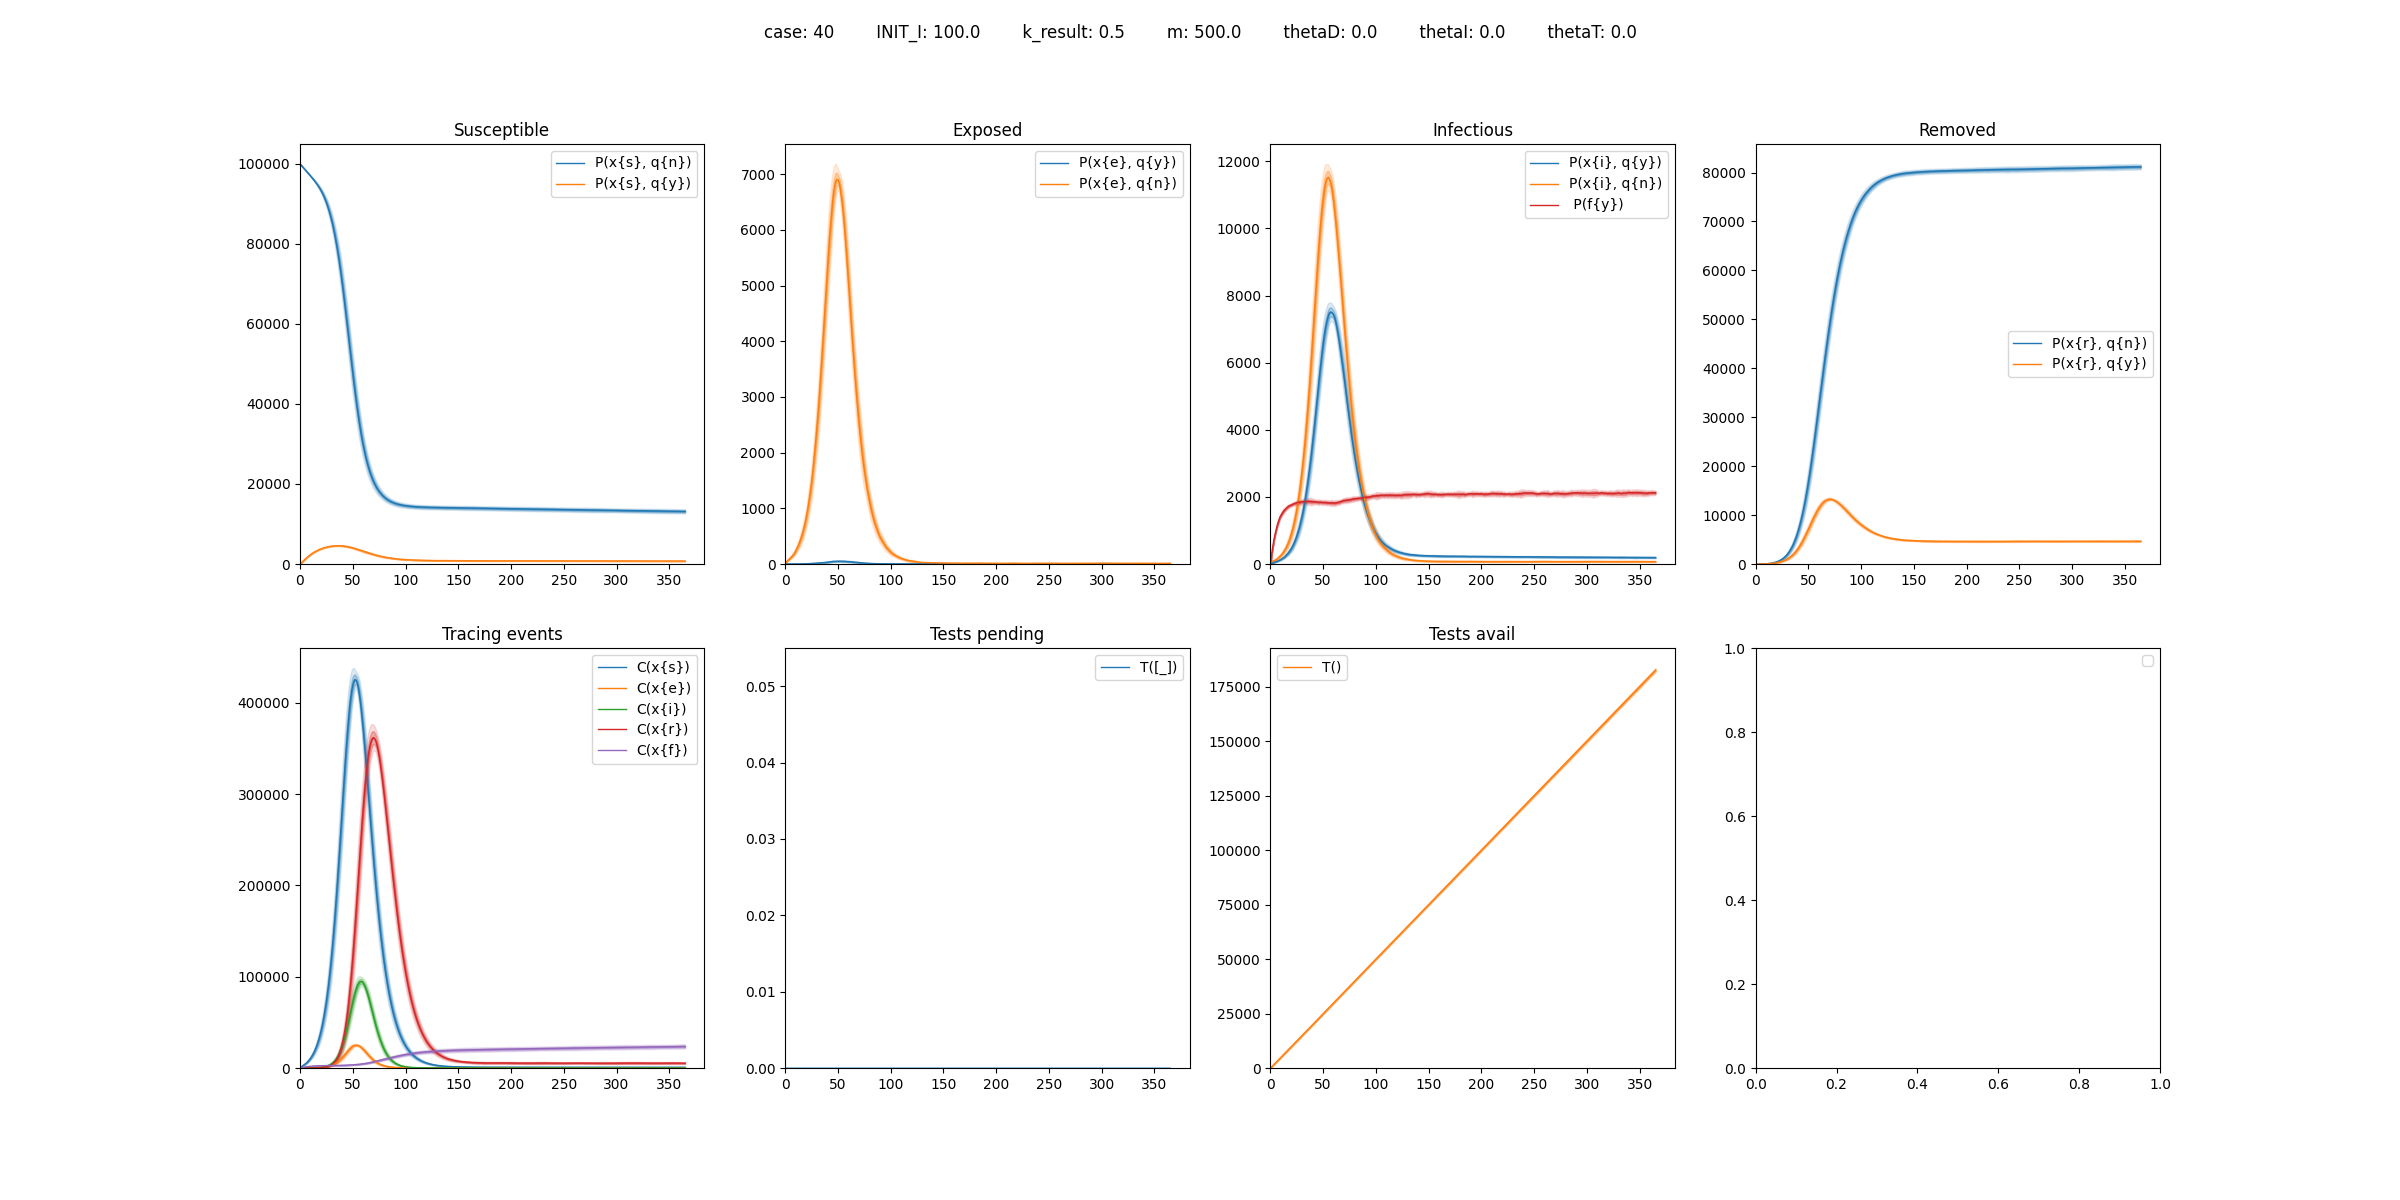 case: 40 INIT_I: 100.0 k_result: 0.5 m: 500.0 thetaD: 0.0 thetaI: 0.0 thetaT: 0.0
Susceptible
100000
80000
60000
40000
20000
0
0 50 100 150 200 250 300 350
P(x{s}, q{n})
P(x{s}, q{y})
Exposed
7000
6000
5000
4000
3000
2000
1000
0
0 50 100 150 200 250 300 350
P(x{e}, q{y})
P(x{e}, q{n})
Infectious
12000
10000
8000
6000
4000
2000
0
0 50 100 150 200 250 300 350
P(x{i}, q{y})
P(x{i}, q{n})
P(f{y})
Removed
80000
70000
60000
50000
40000
30000
20000
10000
0
0 50 100 150 200 250 300 350
P(x{r}, q{n})
P(x{r}, q{y})
Tracing events
400000
300000
200000
100000
0
0 50 100 150 200 250 300 350
C(x{s})
C(x{e})
C(x{i})
C(x{r})
C(x{f})
Tests pending
0.05
0.04
0.03
0.02
0.01
0.00
0 50 100 150 200 250 300 350
T([_])
Tests avail
175000
150000
125000
100000
75000
50000
25000
0
0 50 100 150 200 250 300 350
T()
1.0
0.8
0.6
0.4
0.2
0.0
0.0 0.2 0.4 0.6 0.8 1.0